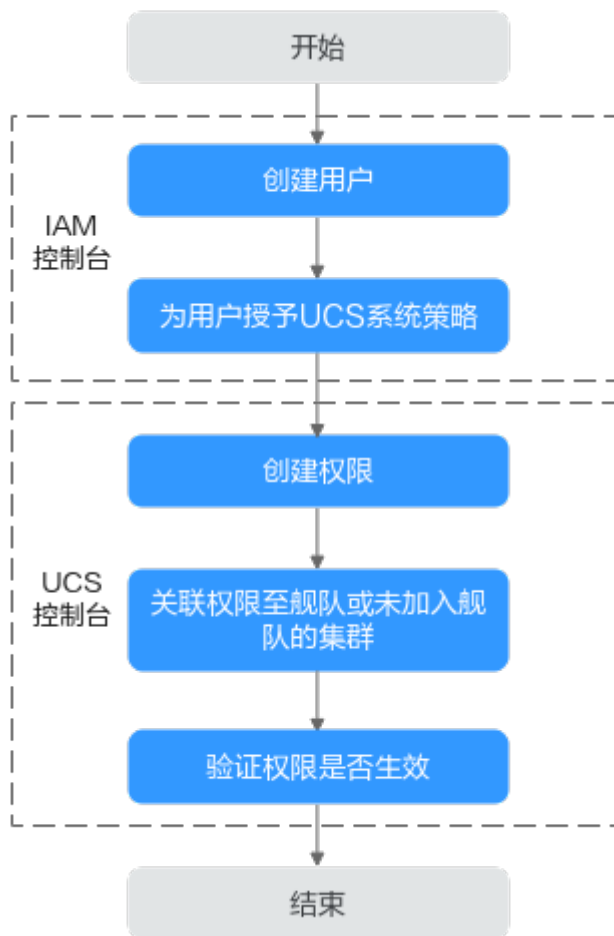 开始
创建用户
IAM
控制台
为用户授予UCS系统策略
创建权限
UCS
控制台
关联权限至舰队或未加入舰
队的集群
验证权限是否生效
结束